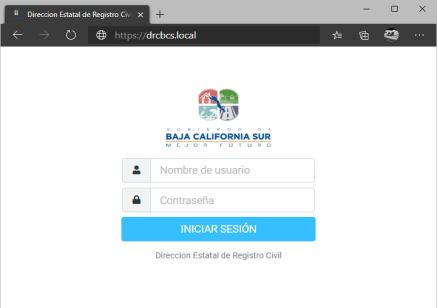 Direccion Estatal de Registro Civ
https://drcbcs.local
GOBIERNO DE
BAJA CALIFORNIA SUR
MEJOR FUTURO
Nombre de usuario
Contraseña
INICIAR SESIÓN
Direccion Estatal de Registro Civil